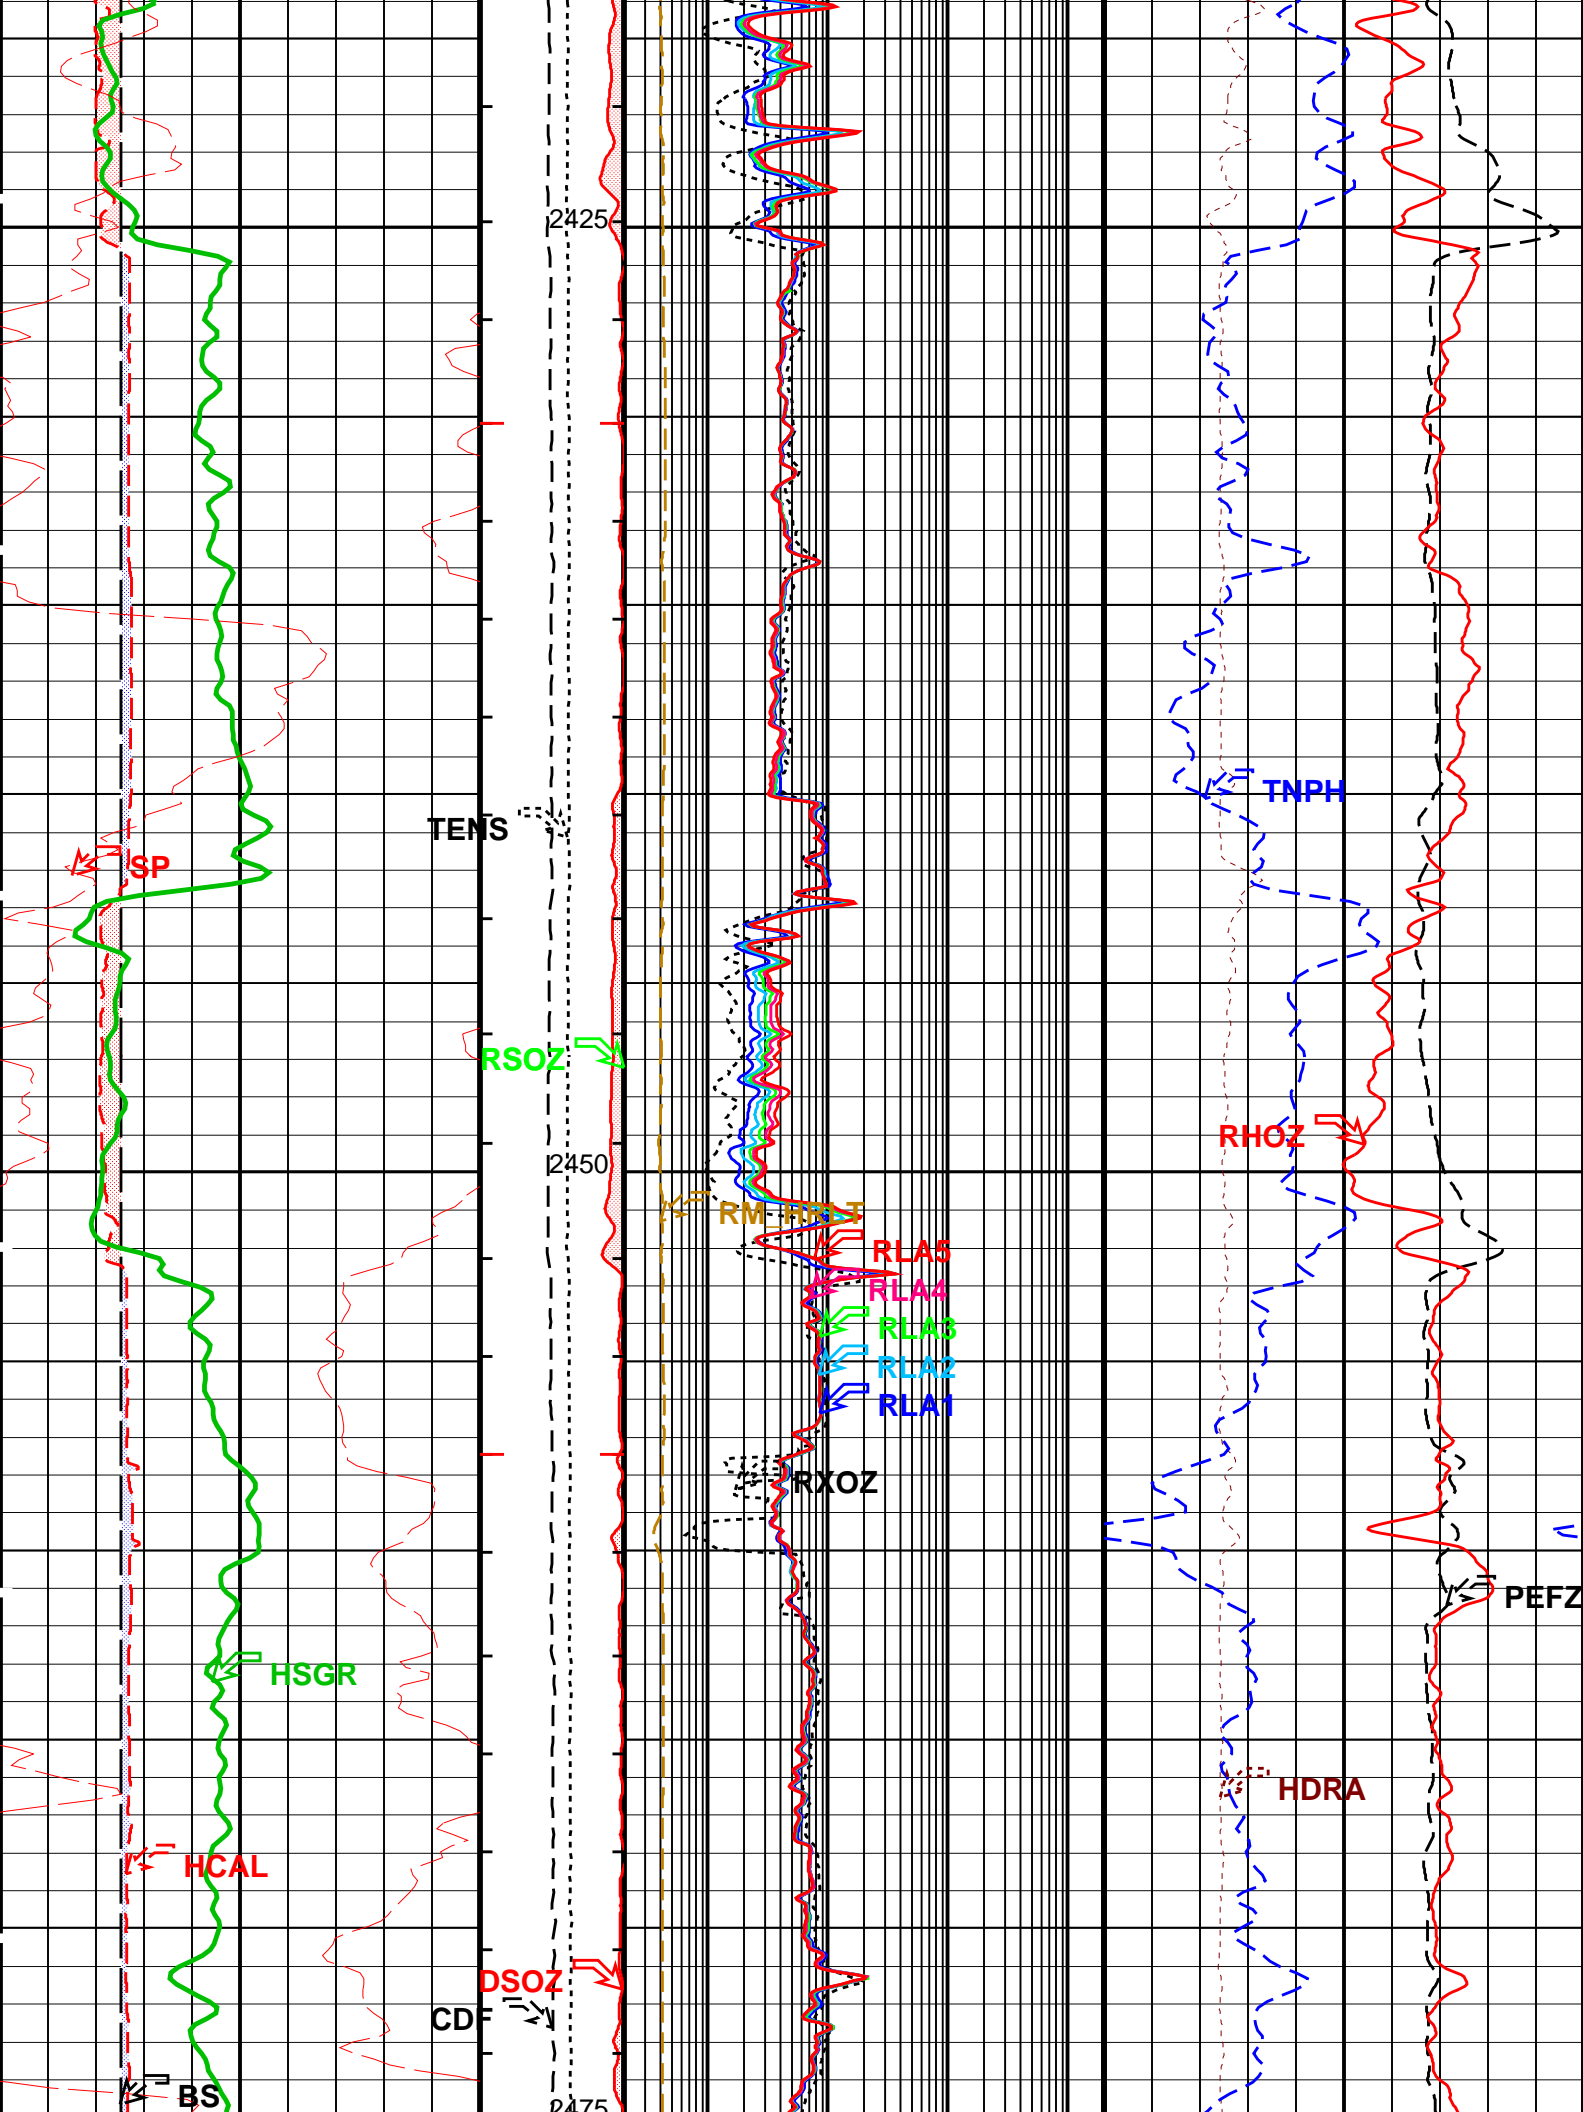 2425
TNPH
TENS
SP
RSOZ
RHOZ
2450
RM_HRLT
RLA5
RLA4
RLA3
RLA2
RLA1
RXOZ
PEFZ
HSGR
HDRA
HCAL
DSOZ
CDF
BS
2475